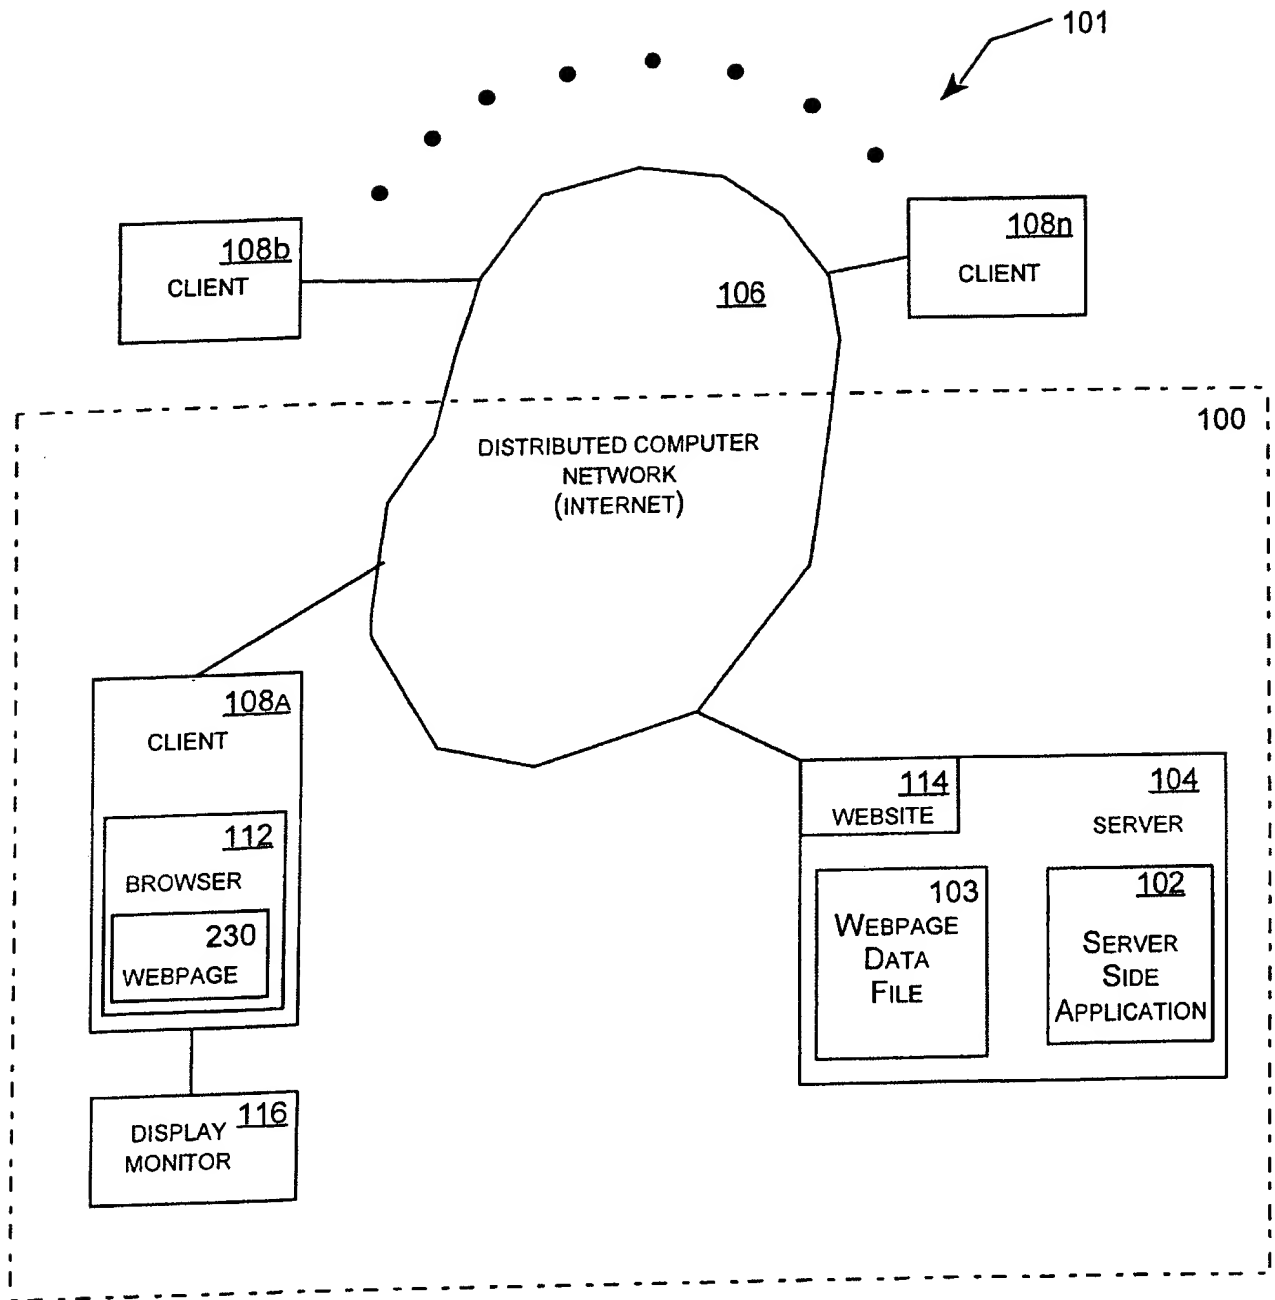 101
108b
CLIENT
108n
CLIENT
106
100
DISTRIBUTED COMPUTER
NETWORK
(INTERNET)
108A
CLIENT
112
BROWSER
230
WEBPAGE
116
DISPLAY
MONITOR
114
WEBSITE
104
SERVER
103
WEBPAGE
DATA
FILE
102
SERVER
SIDE
APPLICATION